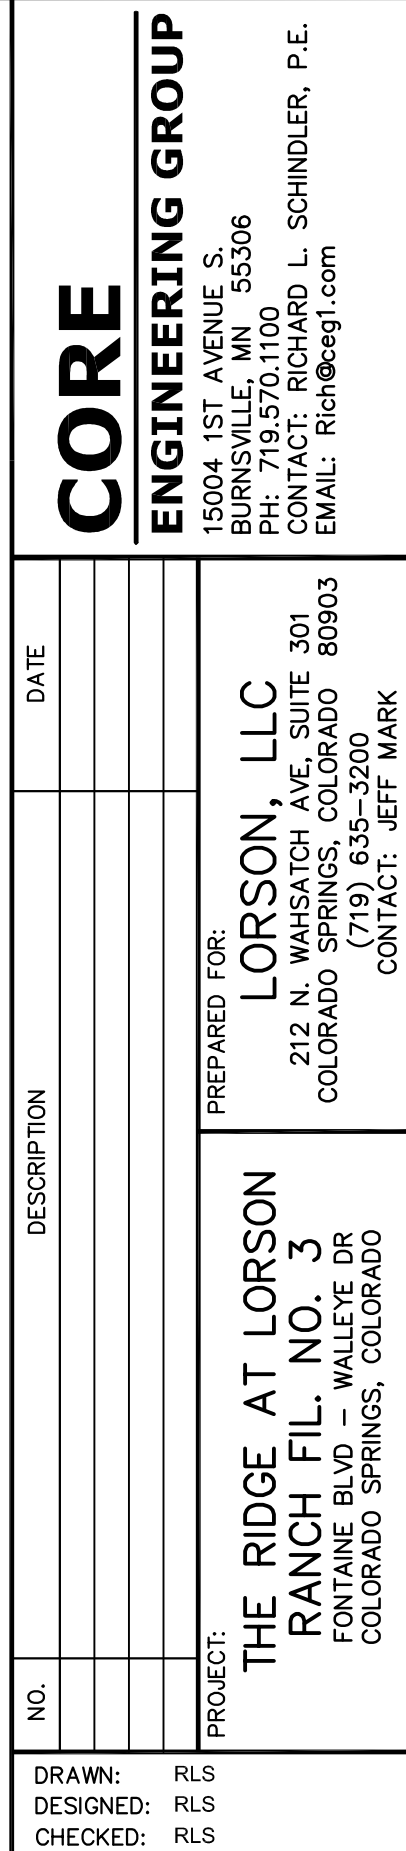 CORE
ENGINEERING GROUP
15004 1ST AVENUE S.
BURNSVILLE, MN 55306
PH: 719.570.1100
CONTACT: RICHARD L. SCHINDLER, P.E.
EMAIL: Rich@ceg1.com
DATE
DESCRIPTION
NO.
PREPARED FOR:
LORSON, LLC
212 N. WAHSATCH AVE, SUITE 301
COLORADO SPRINGS, COLORADO 80903
(719) 635-3200
CONTACT: JEFF MARK
PROJECT:
THE RIDGE AT LORSON
RANCH FIL. NO. 3
FONTAINE BLVD - WALLEYE DR
COLORADO SPRINGS, COLORADO
DRAWN: RLS
DESIGNED: RLS
CHECKED: RLS